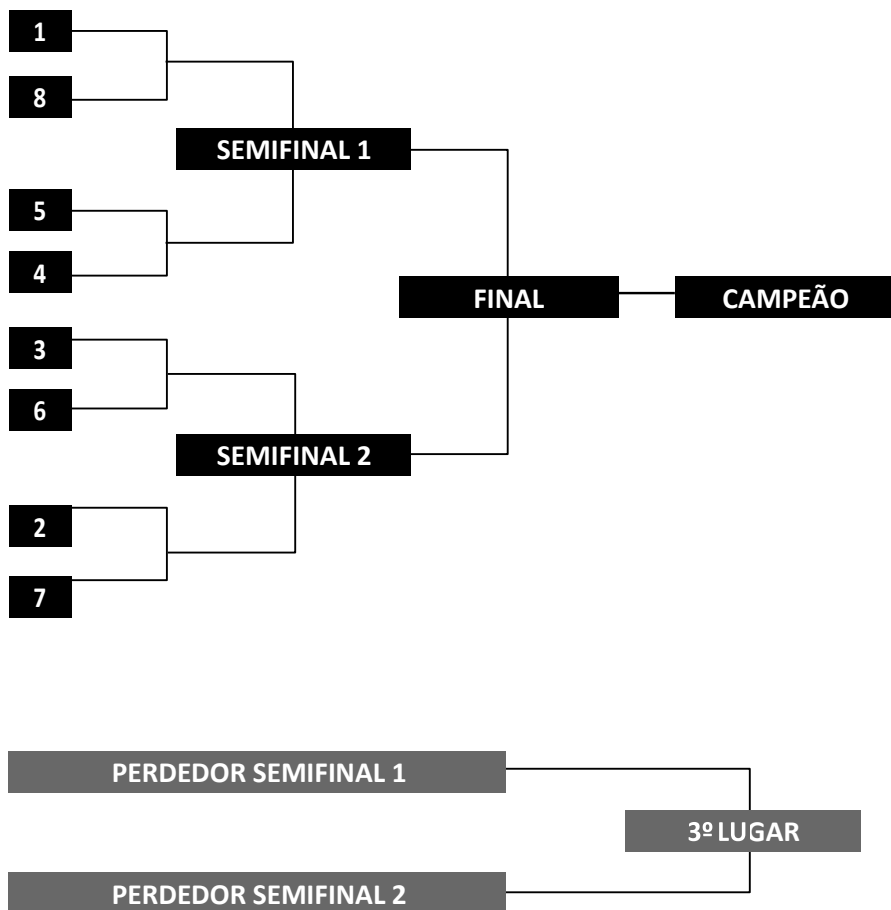 1
8
SEMIFINAL 1
5
4
FINAL
CAMPEÃO
3
6
SEMIFINAL 2
2
7
PERDEDOR SEMIFINAL 1
3º LUGAR
PERDEDOR SEMIFINAL 2